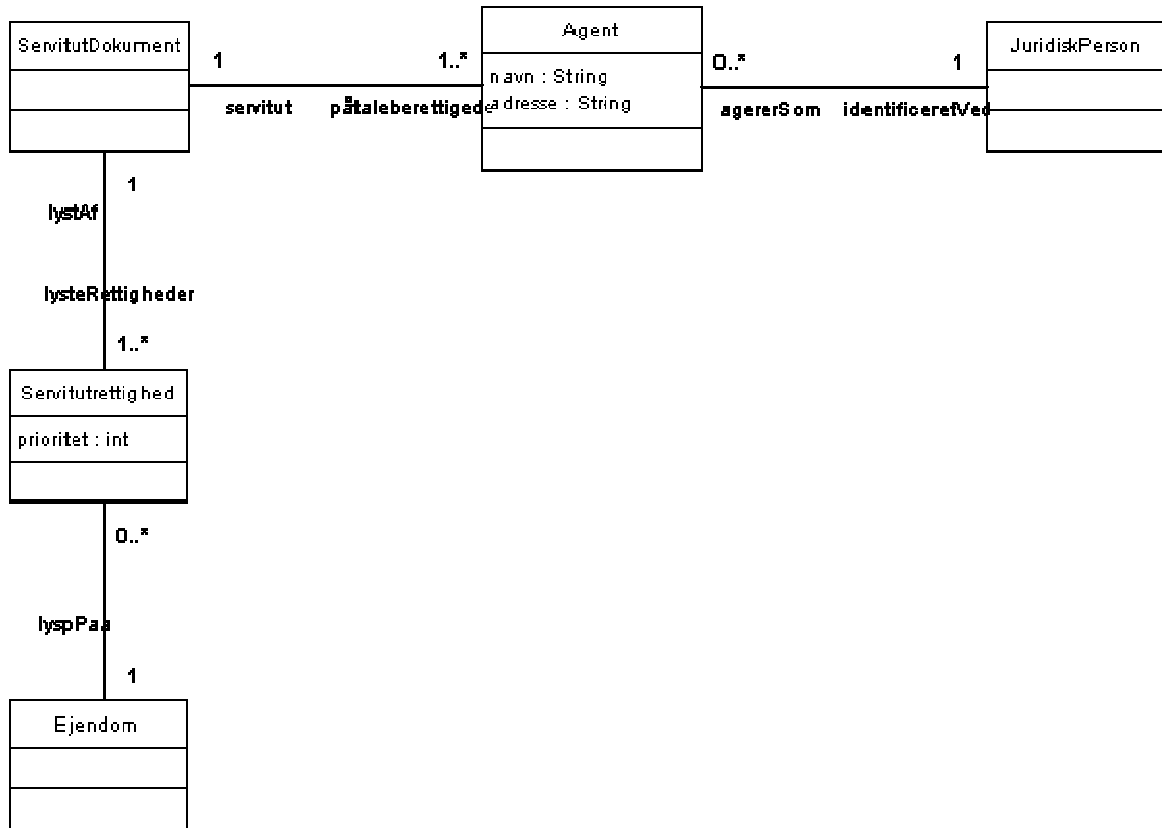 ServitutDokument
1
servitut
1..*
påtaleberettigede
Agent
navn : String
adresse : String
0..*
agererSom
1
identificeretVed
JuridiskPerson
1
lystAf
lysteRettigheder
1..*
Servitutrettighed
prioritet : int
0..*
lyspPaa
1
Ejendom